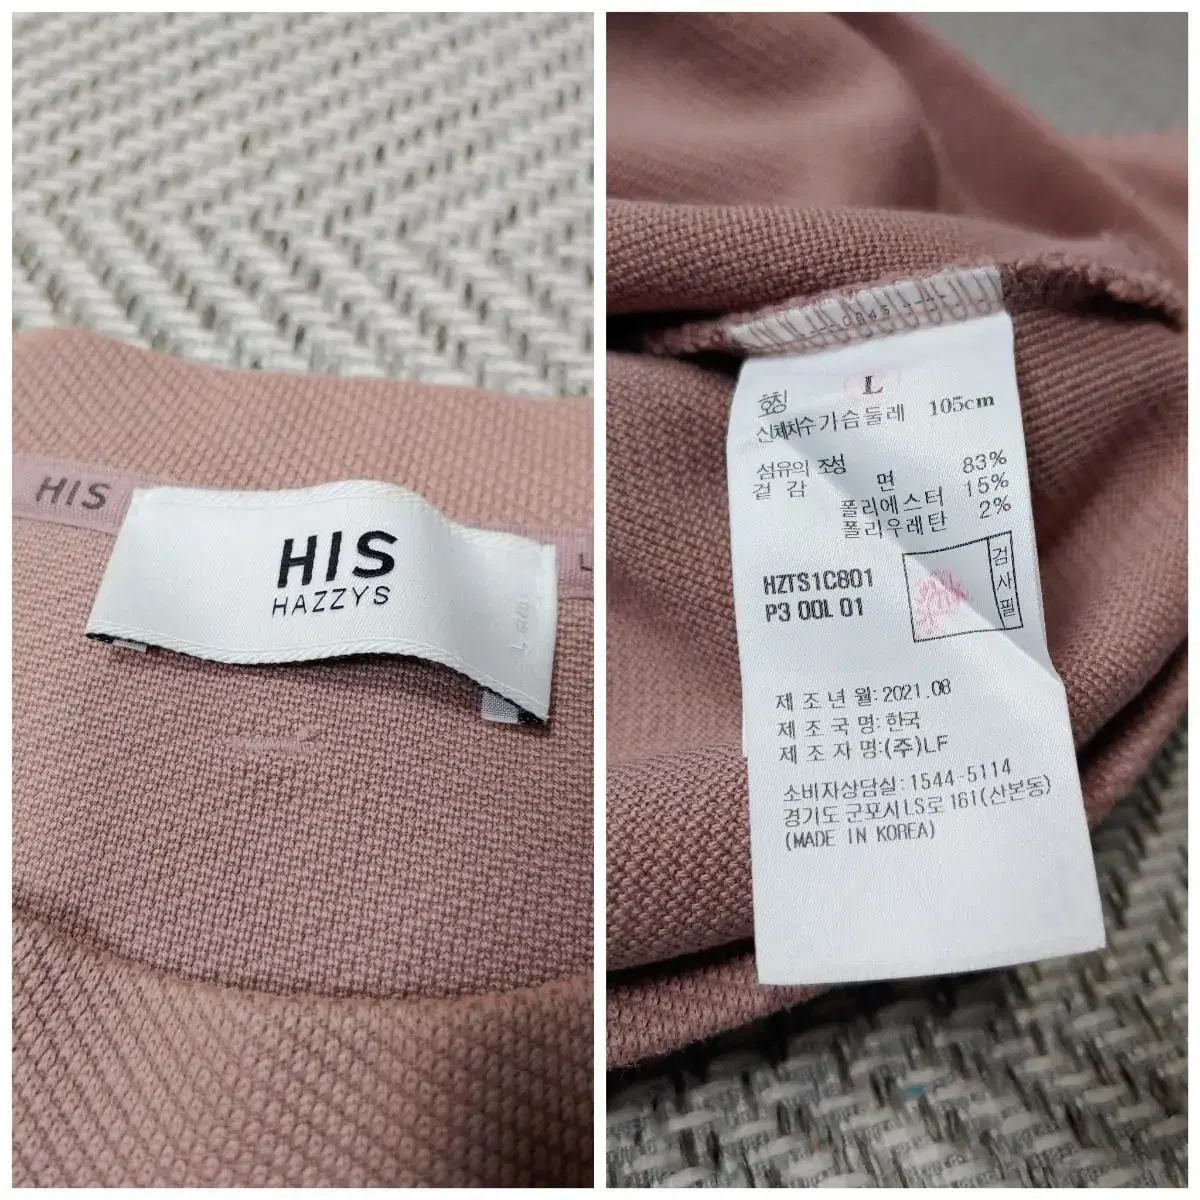 HIS
HIS
HAZZYS
L
호칭 L
신체치수 가슴둘레 105cm
섬유의 조성
겉감 면 83%
폴리에스터 15%
폴리우레탄 2%
HZTS1C801
P3 00L 01
검사필
제조년월:2021.08
제조국명:한국
제조자명:(주)LF
소비자상담실:1544-5114
경기도 군포시 LS로 161(산본동)
(MADE IN KOREA)